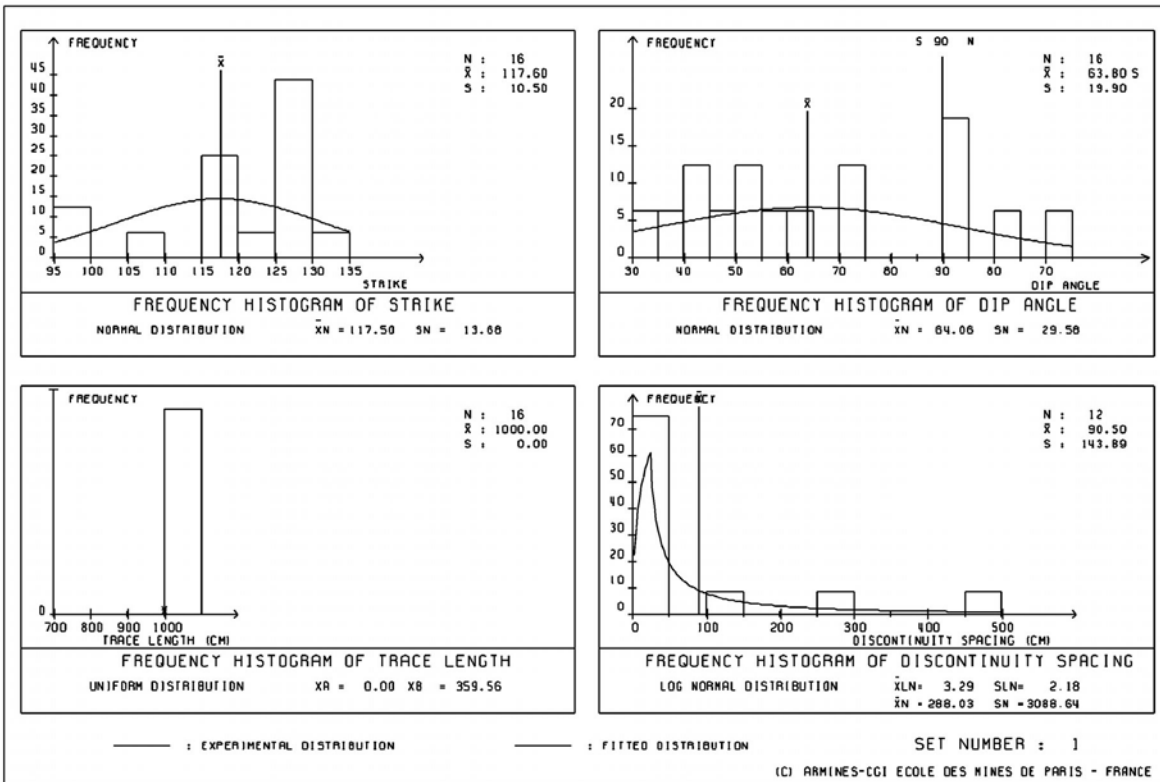 FREQUENCY
X̄
N : 16
X̄ : 117.60
S : 10.50
45
40
35
30
25
20
15
10
5
0
95 100 105 110 115 120 125 130 135
STRIKE
FREQUENCY HISTOGRAM OF STRIKE
NORMAL DISTRIBUTION X̄N = 117.50 SN = 13.68
FREQUENCY
S 90 N
X̄
N : 16
X̄ : 63.80 S
S : 19.90
20
15
10
5
0
30 40 50 60 70 80 90 80 70
DIP ANGLE
FREQUENCY HISTOGRAM OF DIP ANGLE
NORMAL DISTRIBUTION X̄N = 64.06 SN = 29.58
FREQUENCY
N : 16
X̄ : 1000.00
S : 0.00
0
700 800 900 1000
TRACE LENGTH (CM)
FREQUENCY HISTOGRAM OF TRACE LENGTH
UNIFORM DISTRIBUTION XA = 0.00 XB = 359.56
FREQUENCY
X̄
N : 12
X̄ : 90.50
S : 143.89
70
60
50
40
30
20
10
0
0 100 200 300 400 500
DISCONTINUITY SPACING (CM)
FREQUENCY HISTOGRAM OF DISCONTINUITY SPACING
LOG NORMAL DISTRIBUTION X̄LN= 3.29 SLN= 2.18
X̄N = 288.03 SN = 3088.64
: EXPERIMENTAL DISTRIBUTION : FITTED DISTRIBUTION SET NUMBER : 1
(C) ARMINES-CGI ECOLE DES MINES DE PARIS - FRANCE